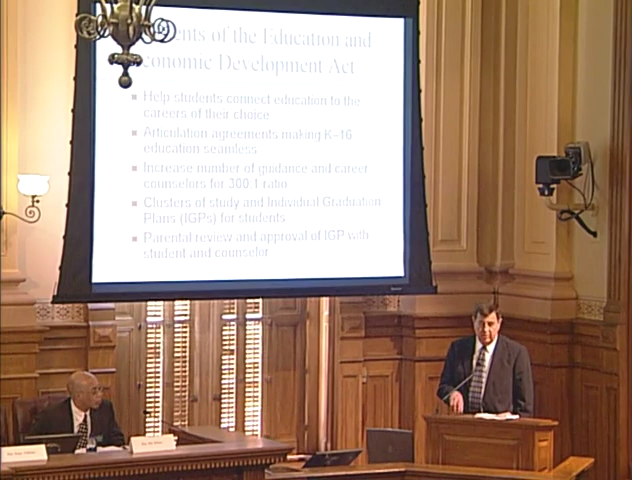 ents of the Education and
conomic Development Act
Help students connect education to the
careers of their choice
Articulation agreements making K-16
education seamless
Increase number of guidance and career
counselors for 300:1 ratio
Clusters of study and Individual Graduation
Plans (IGPs) for students
Parental review and approval of IGP with
student and counselor